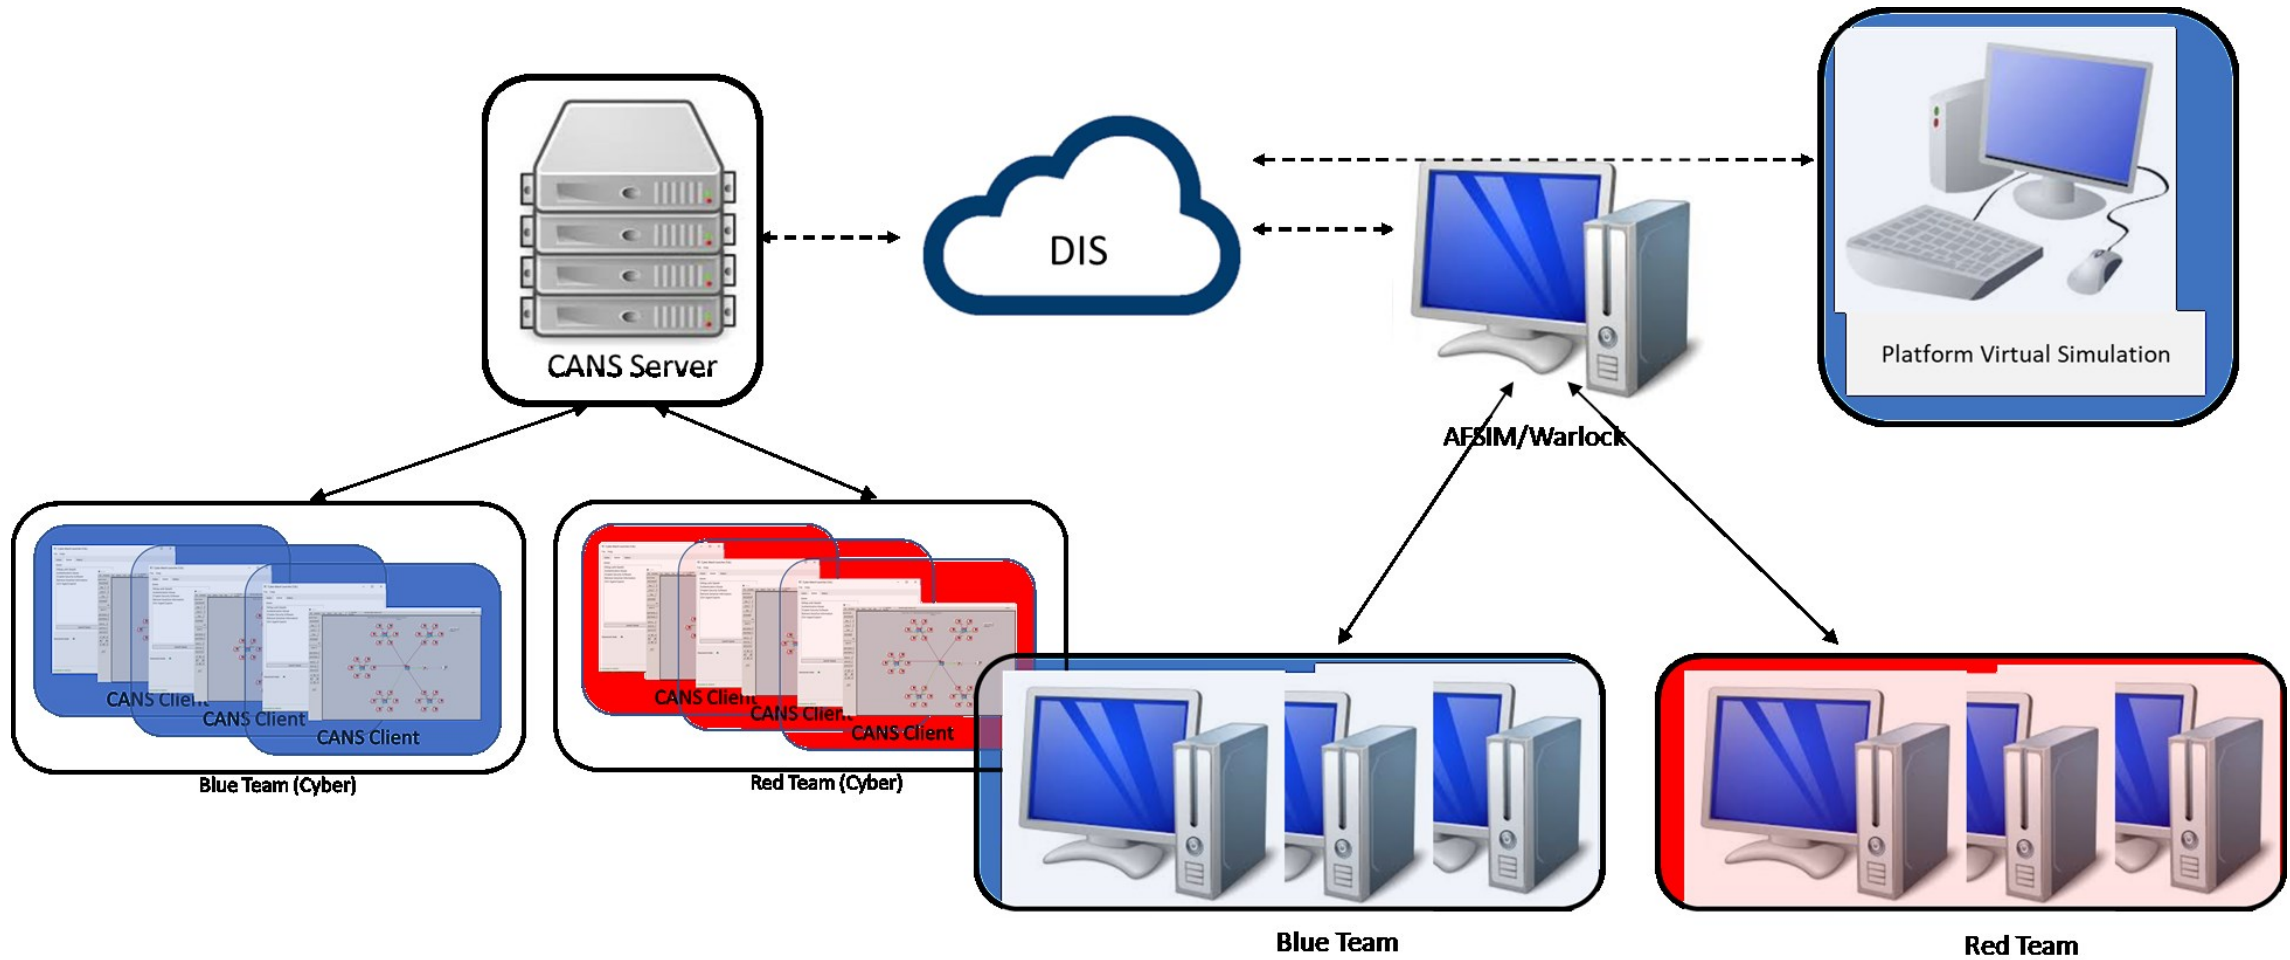 DIS
CANS Server
Platform Virtual Simulation
AFSIM/Warlock
CANS Client
CANS Client
CANS Client
Blue Team (Cyber)
CANS Client
CANS Client
CANS Client
Red Team (Cyber)
Blue Team
Red Team